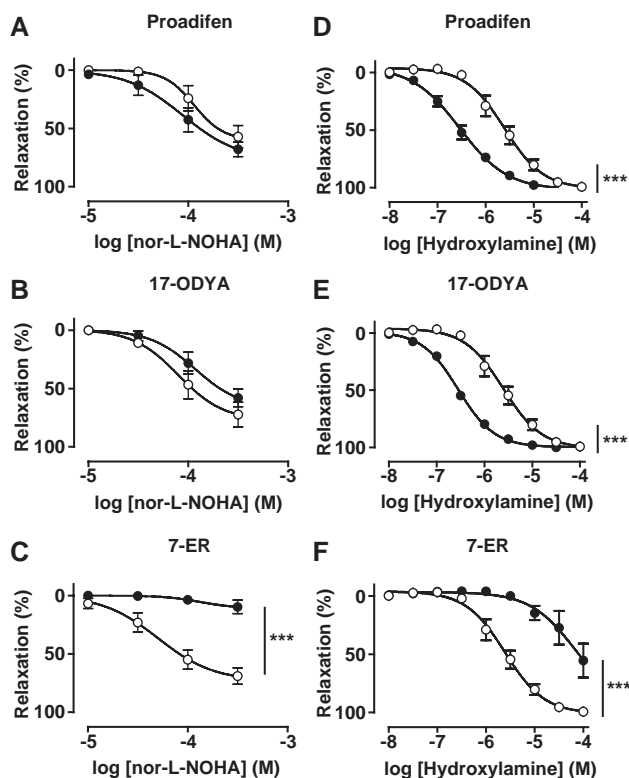 A
Proadifen
Relaxation (%)
0
50
100
-5
-4
-3
log [nor-L-NOHA] (M)
D
Proadifen
Relaxation (%)
0
50
100
***
-8
-7
-6
-5
-4
log [Hydroxylamine] (M)
B
17-ODYA
Relaxation (%)
0
50
100
-5
-4
-3
log [nor-L-NOHA] (M)
E
17-ODYA
Relaxation (%)
0
50
100
***
-8
-7
-6
-5
-4
log [Hydroxylamine] (M)
C
7-ER
Relaxation (%)
0
50
100
***
-5
-4
-3
log [nor-L-NOHA] (M)
F
7-ER
Relaxation (%)
0
50
100
***
-8
-7
-6
-5
-4
log [Hydroxylamine] (M)